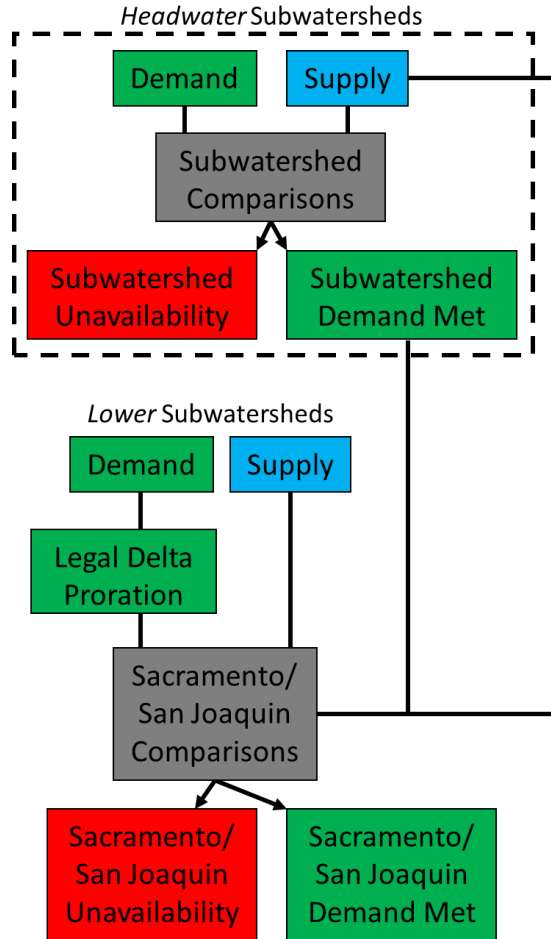 Headwater Subwatersheds
Demand
Supply
Subwatershed
Comparisons
Subwatershed
Unavailability
Subwatershed
Demand Met
Lower Subwatersheds
Demand
Supply
Legal Delta
Proration
Sacramento/
San Joaquin
Comparisons
Sacramento/
San Joaquin
Unavailability
Sacramento/
San Joaquin
Demand Met